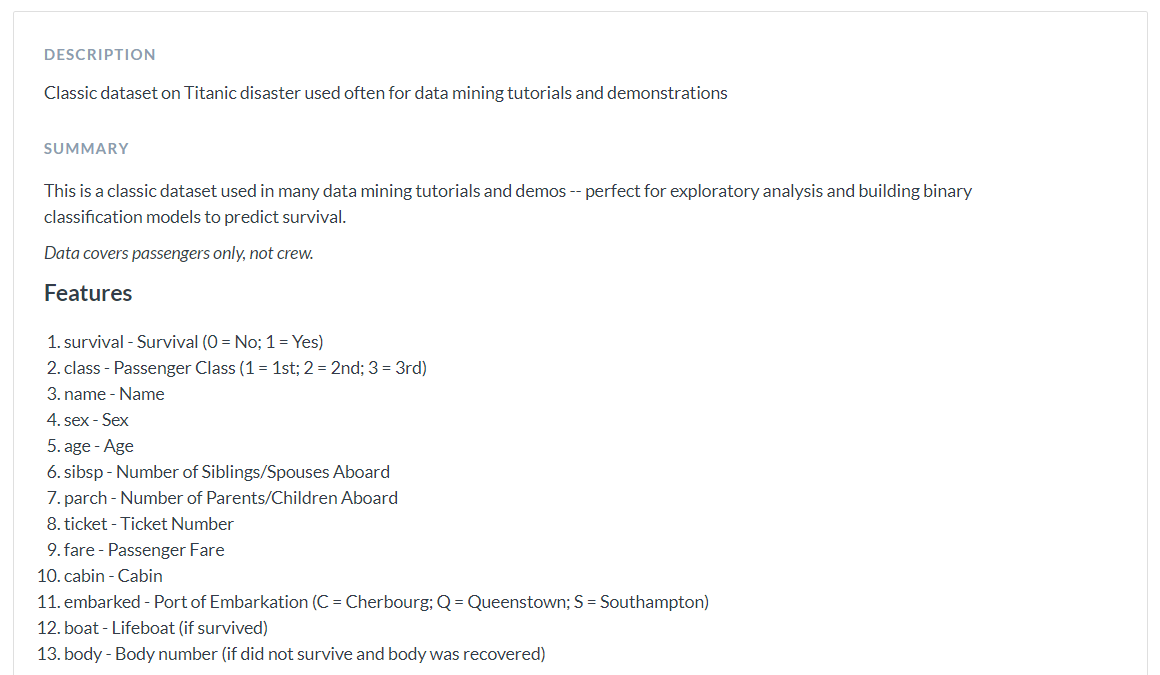 DESCRIPTION
Classic dataset on Titanic disaster used often for data mining tutorials and demonstrations
SUMMARY
This is a classic dataset used in many data mining tutorials and demos -- perfect for exploratory analysis and building binary
classification models to predict survival.
Data covers passengers only, not crew.
Features
1. survival - Survival (0 = No; 1 = Yes)
2. class - Passenger Class (1 = 1st; 2 = 2nd; 3 = 3rd)
3. name - Name
4. sex - Sex
5. age - Age
6. sibsp - Number of Siblings/Spouses Aboard
7. parch - Number of Parents/Children Aboard
8. ticket - Ticket Number
9. fare - Passenger Fare
10. cabin - Cabin
11. embarked - Port of Embarkation (C = Cherbourg; Q = Queenstown; S = Southampton)
12. boat - Lifeboat (if survived)
13. body - Body number (if did not survive and body was recovered)